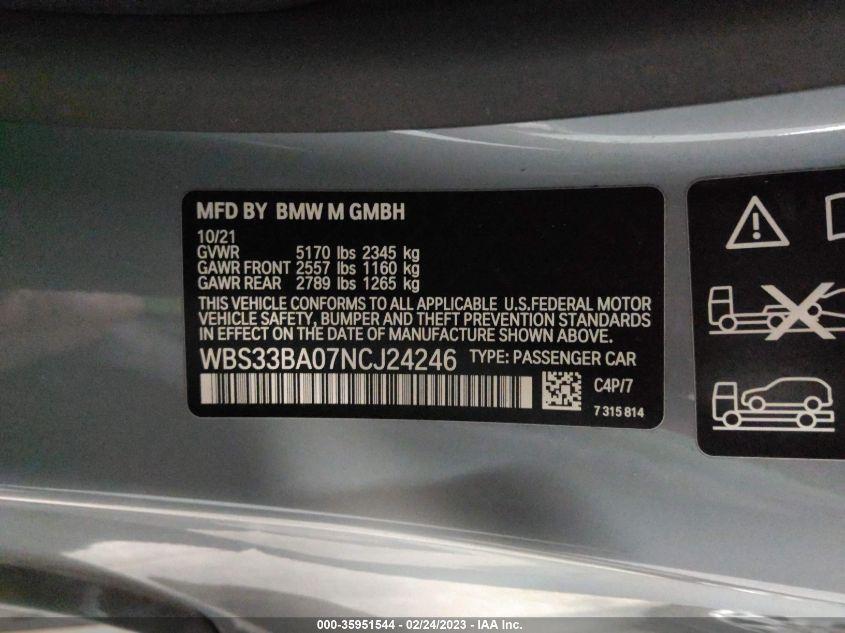 MFD BY BMW M GMBH
10/21
GVWR 5170 lbs 2345 kg
GAWR FRONT 2557 lbs 1160 kg
GAWR REAR 2789 lbs 1265 kg
THIS VEHICLE CONFORMS TO ALL APPLICABLE U.S.FEDERAL MOTOR
VEHICLE SAFETY, BUMPER AND THEFT PREVENTION STANDARDS
IN EFFECT ON THE DATE OF MANUFACTURE SHOWN ABOVE.
WBS33BA07NCJ24246 TYPE: PASSENGER CAR
C4P/7
7 315 814
000-35951544 - 02/24/2023 - IAA Inc.